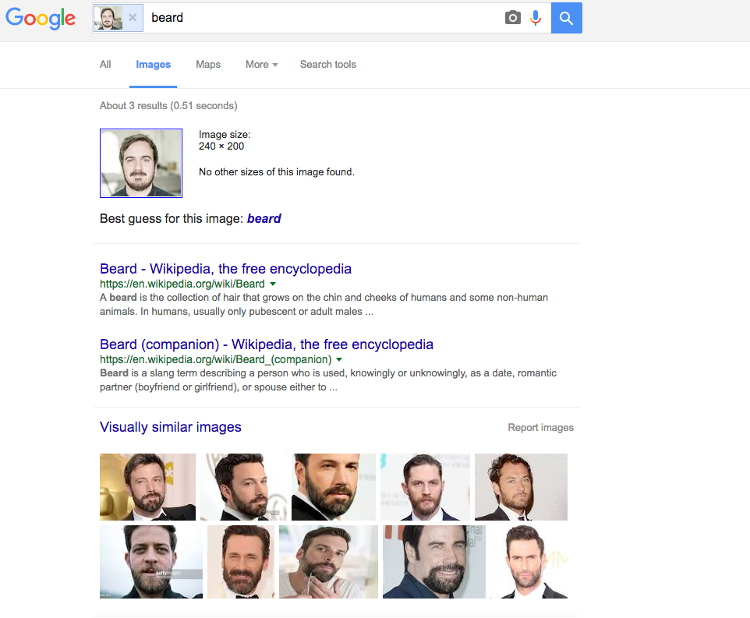 Google beard
All Images Maps More Search tools
About 3 results (0.51 seconds)
Image size:
240 × 200
No other sizes of this image found.
Best guess for this image: beard
Beard - Wikipedia, the free encyclopedia
https://en.wikipedia.org/wiki/Beard
A beard is the collection of hair that grows on the chin and cheeks of humans and some non-human
animals. In humans, usually only pubescent or adult males ...
Beard (companion) - Wikipedia, the free encyclopedia
https://en.wikipedia.org/wiki/Beard_(companion)
Beard is a slang term describing a person who is used, knowingly or unknowingly, as a date, romantic
partner (boyfriend or girlfriend), or spouse either to ...
Visually similar images Report images